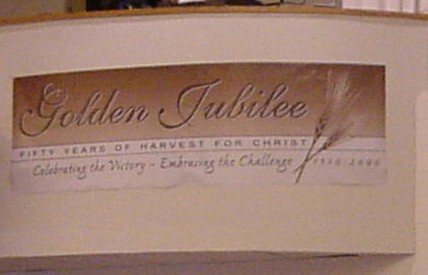 Golden Jubilee
FIFTY YEARS OF HARVEST FOR CHRIST
Celebrating the Victory - Embracing the Challenge